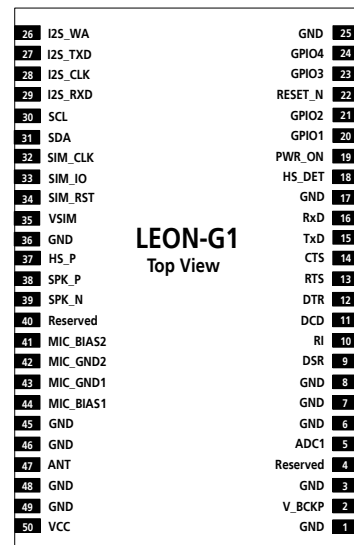 26 I2S_WA
27 I2S_TXD
28 I2S_CLK
29 I2S_RXD
30 SCL
31 SDA
32 SIM_CLK
33 SIM_IO
34 SIM_RST
35 VSIM
36 GND
37 HS_P
38 SPK_P
39 SPK_N
40 Reserved
41 MIC_BIAS2
42 MIC_GND2
43 MIC_GND1
44 MIC_BIAS1
45 GND
46 GND
47 ANT
48 GND
49 GND
50 VCC
LEON-G1
Top View
GND 25
GPIO4 24
GPIO3 23
RESET_N 22
GPIO2 21
GPIO1 20
PWR_ON 19
HS_DET 18
GND 17
RxD 16
TxD 15
CTS 14
RTS 13
DTR 12
DCD 11
RI 10
DSR 9
GND 8
GND 7
GND 6
ADC1 5
Reserved 4
GND 3
V_BCKP 2
GND 1